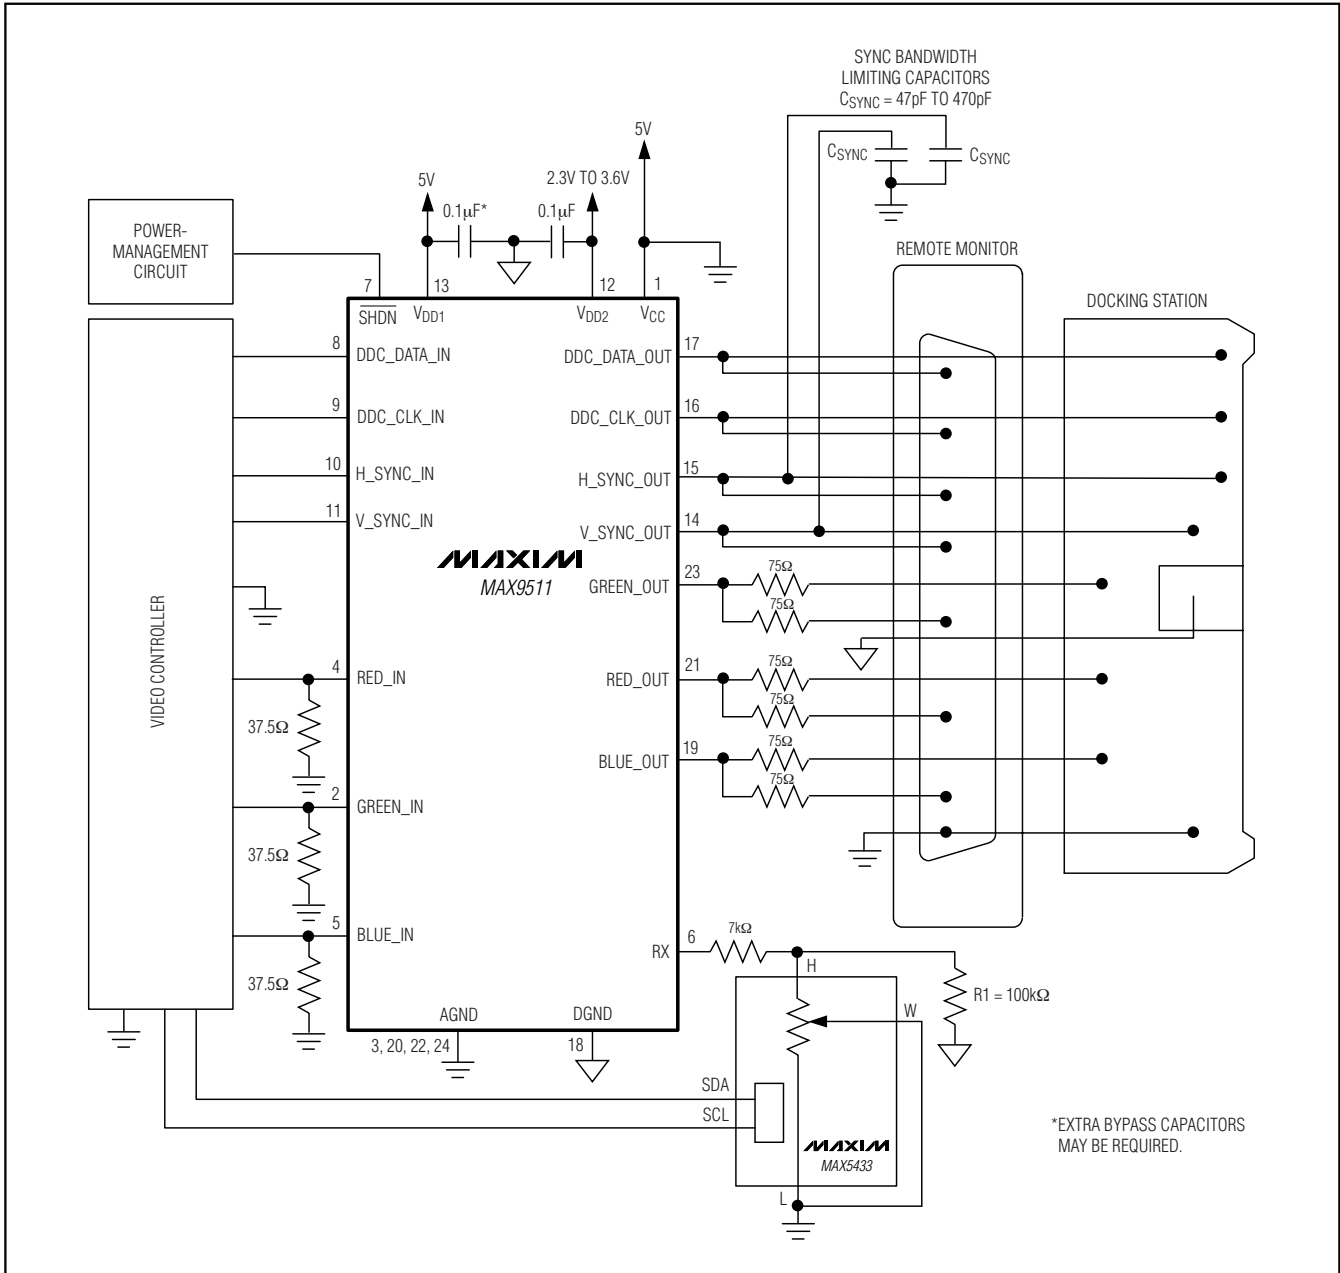 SYNC BANDWIDTH
LIMITING CAPACITORS
CSYNC = 47pF TO 470pF
5V
CSYNC
CSYNC
5V
2.3V TO 3.6V
0.1μF*
0.1μF
POWER-
MANAGEMENT
CIRCUIT
REMOTE MONITOR
DOCKING STATION
7
13
12
1
SHDN
VDD1
VDD2
VCC
8
DDC_DATA_IN
DDC_DATA_OUT
17
9
DDC_CLK_IN
DDC_CLK_OUT
16
10
H_SYNC_IN
H_SYNC_OUT
15
11
V_SYNC_IN
V_SYNC_OUT
14
MAXIM
MAX9511
GREEN_OUT
23
75Ω
75Ω
VIDEO CONTROLLER
4
RED_IN
RED_OUT
21
75Ω
75Ω
37.5Ω
BLUE_OUT
19
75Ω
75Ω
2
GREEN_IN
37.5Ω
5
BLUE_IN
37.5Ω
RX
6
7kΩ
H
R1 = 100kΩ
W
AGND
DGND
3, 20, 22, 24
18
SDA
SCL
MAXIM
MAX5433
L
*EXTRA BYPASS CAPACITORS
MAY BE REQUIRED.